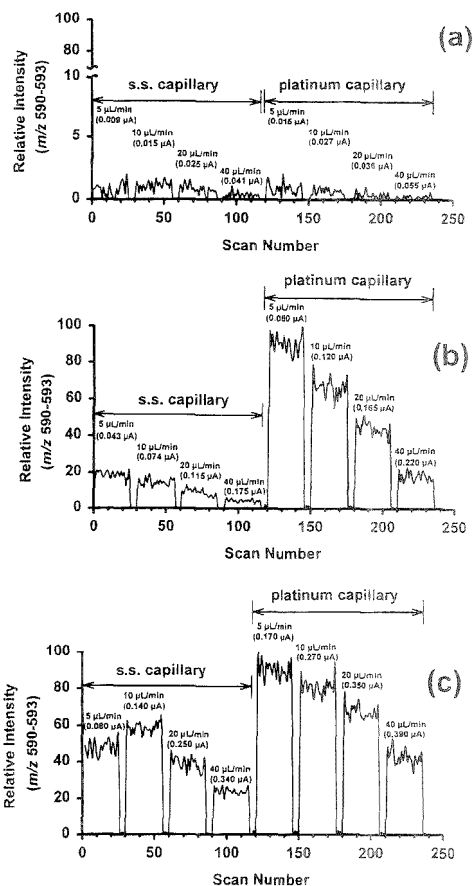 (a)
100
80
60
40
20
10
5
0
Relative Intensity
(m/z 590-593)
s.s. capillary
platinum capillary
5 µL/min
(0.009 µA)
10 µL/min
(0.015 µA)
20 µL/min
(0.025 µA)
40 µL/min
(0.041 µA)
5 µL/min
(0.015 µA)
10 µL/min
(0.027 µA)
20 µL/min
(0.036 µA)
40 µL/min
(0.055 µA)
0 50 100 150 200 250
Scan Number
(b)
platinum capillary
s.s. capillary
100
80
60
40
20
0
Relative Intensity
(m/z 590-593)
5 µL/min
(0.043 µA)
10 µL/min
(0.074 µA)
20 µL/min
(0.115 µA)
40 µL/min
(0.175 µA)
5 µL/min
(0.080 µA)
10 µL/min
(0.120 µA)
20 µL/min
(0.165 µA)
40 µL/min
(0.220 µA)
0 50 100 150 200 250
Scan Number
(c)
platinum capillary
s.s. capillary
100
80
60
40
20
0
Relative Intensity
(m/z 590-593)
5 µL/min
(0.080 µA)
10 µL/min
(0.140 µA)
20 µL/min
(0.250 µA)
40 µL/min
(0.340 µA)
5 µL/min
(0.170 µA)
10 µL/min
(0.270 µA)
20 µL/min
(0.350 µA)
40 µL/min
(0.390 µA)
0 50 100 150 200 250
Scan Number